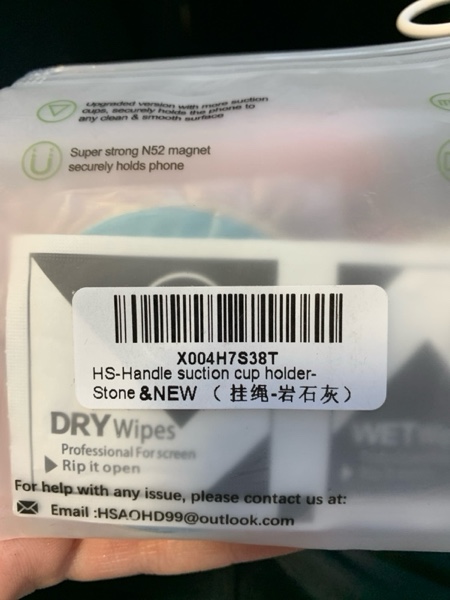 Upgraded version with more suction
cups, securely holds the phone to
any clean & smooth surface
Super strong N52 magnet
securely holds phone
X004H7S38T
HS-Handle suction cup holder-
Stone &NEW （挂绳-岩石灰）
DRY Wipes
Professional For screen
Rip it open
WET
For help with any issue, please contact us at:
Email :HSAOHD99@outlook.com